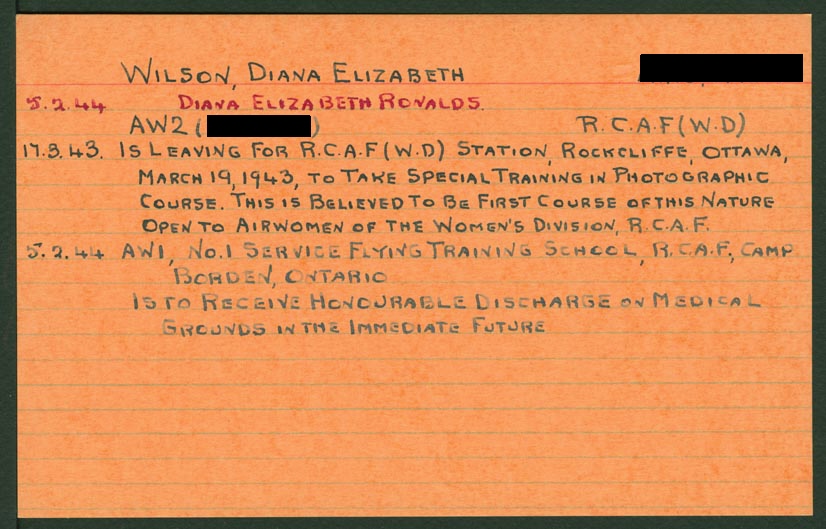 WILSON, DIANA ELIZABETH
5.2.44 DIANA ELIZABETH RONALDS.
AW2 ( ) R.C.A.F (W.D)
17.3.43. IS LEAVING FOR R.C.A.F (W.D) STATION, ROCKCLIFFE, OTTAWA,
MARCH 19, 1943, TO TAKE SPECIAL TRAINING IN PHOTOGRAPHIC
COURSE. THIS IS BELIEVED TO BE FIRST COURSE OF THIS NATURE
OPEN TO AIRWOMEN OF THE WOMEN'S DIVISION, R.C.A.F.
5.2.44 AW1, NO.1 SERVICE FLYING TRAINING SCHOOL, R.C.A.F., CAMP
BORDEN, ONTARIO
IS TO RECEIVE HONOURABLE DISCHARGE ON MEDICAL
GROUNDS IN THE IMMEDIATE FUTURE